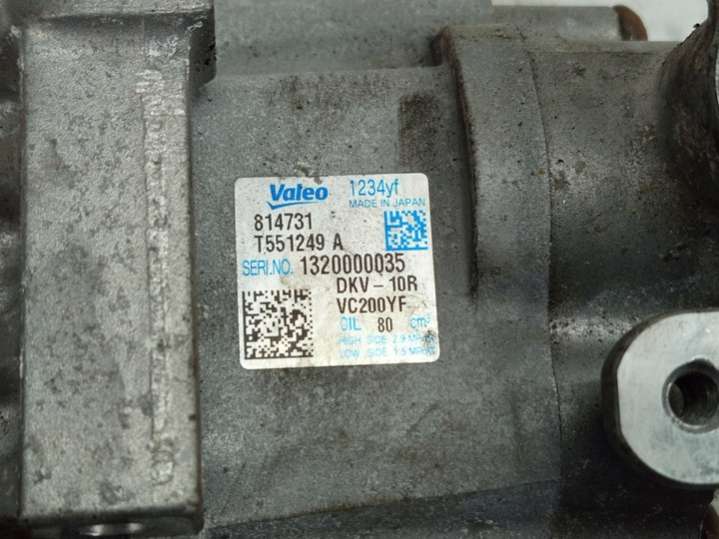 Valeo 1234yf
MADE IN JAPAN
814731
T551249 A
SERI.NO. 1320000035
DKV-10R
VC200YF
OIL 80 cm³
HIGH SIDE 2.9 MPa
LOW SIDE 1.5 MPa